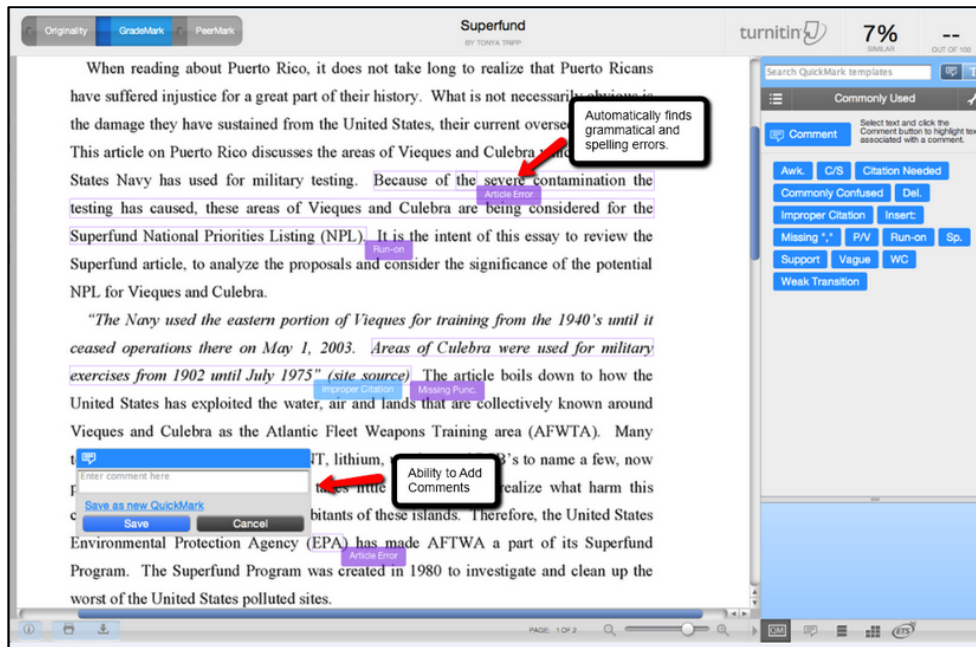 Originality GradeMark PeerMark
Superfund
BY TONYA TRIPP
turnitin
7%
SIMILAR
--
OUT OF 100
When reading about Puerto Rico, it does not take long to realize that Puerto Ricans
have suffered injustice for a great part of their history. What is not necessarily obvious is
the damage they have sustained from the United States, their current
This article on Puerto Rico discusses the areas of Vieques and Culebra
States Navy has used for military testing. Because of the severe contamination the
Article Error
testing has caused, these areas of Vieques and Culebra are being considered for the
Superfund National Priorities Listing (NPL). It is the intent of this essay to review the
Run-on
Superfund article, to analyze the proposals and consider the significance of the potential
NPL for Vieques and Culebra.
“The Navy used the eastern portion of Vieques for training from the 1940’s until it
ceased operations there on May 1, 2003. Areas of Culebra were used for military
exercises from 1902 until July 1975” (site source) The article boils down to how the
Improper Citation Missing Punc.
United States has exploited the water, air and lands that are collectively known around
Vieques and Culebra as the Atlantic Fleet Weapons Training area (AFWTA). Many
lithium, B’s to name a few, now
little realize what harm this
of these islands. Therefore, the United States
Environmental Protection Agency (EPA) has made AFTWA a part of its Superfund
Article Error
Program. The Superfund Program was created in 1980 to investigate and clean up the
worst of the United States polluted sites.
Automatically finds
grammatical and
spelling errors.
Enter comment here
Save as new QuickMark
Save Cancel
Ability to Add
Comments
PAGE: 1 OF 2
Search QuickMark templates
Commonly Used
Comment
Select text and click the
Comment button to highlight
associated with a comment.
Awk. C/S Citation Needed
Commonly Confused Del.
Improper Citation Insert:
Missing "," P/V Run-on Sp.
Support Vague WC
Weak Transition
QM ETS